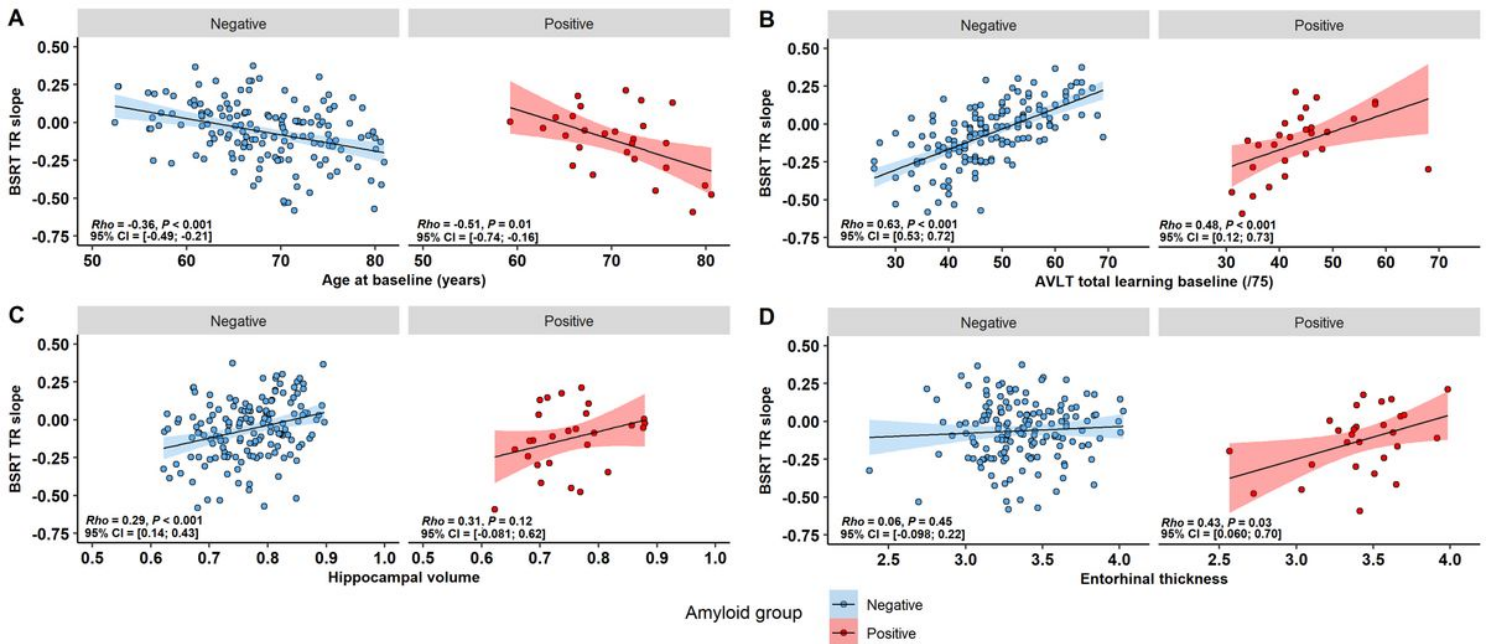 A
Negative
Positive
BSRT TR slope
0.50
0.25
0.00
-0.25
-0.50
-0.75
Rho = -0.36, P < 0.001
95% CI = [-0.49; -0.21]
Rho = -0.51, P = 0.01
95% CI = [-0.74; -0.16]
50 60 70 80 50 60 70 80
Age at baseline (years)
B
Negative
Positive
BSRT TR slope
0.50
0.25
0.00
-0.25
-0.50
-0.75
Rho = 0.63, P < 0.001
95% CI = [0.53; 0.72]
Rho = 0.48, P < 0.001
95% CI = [0.12; 0.73]
30 40 50 60 70 30 40 50 60 70
AVLT total learning baseline (/75)
C
Negative
Positive
BSRT TR slope
0.50
0.25
0.00
-0.25
-0.50
-0.75
Rho = 0.29, P < 0.001
95% CI = [0.14; 0.43]
Rho = 0.31, P = 0.12
95% CI = [-0.081; 0.62]
0.5 0.6 0.7 0.8 0.9 1.0 0.5 0.6 0.7 0.8 0.9 1.0
Hippocampal volume
D
Negative
Positive
BSRT TR slope
0.50
0.25
0.00
-0.25
-0.50
-0.75
Rho = 0.06, P = 0.45
95% CI = [-0.098; 0.22]
Rho = 0.43, P = 0.03
95% CI = [0.060; 0.70]
2.5 3.0 3.5 4.0 2.5 3.0 3.5 4.0
Entorhinal thickness
Amyloid group
Negative
Positive